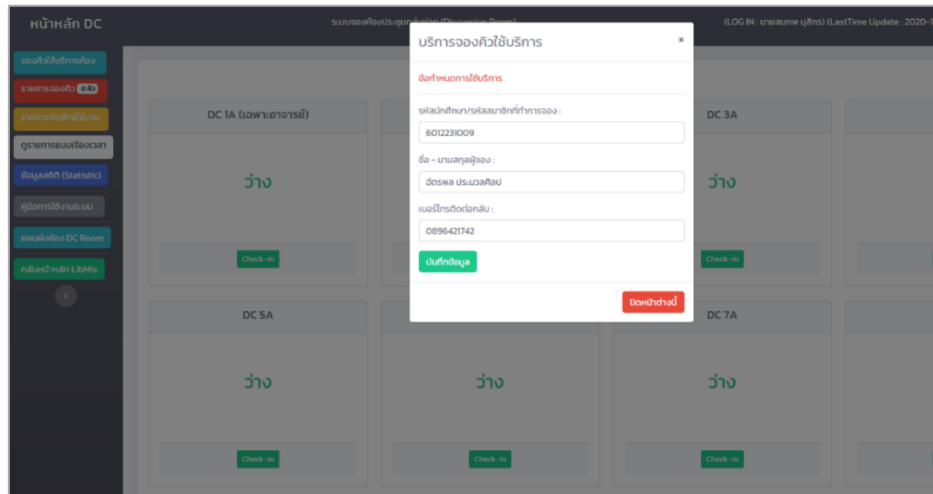 หน้าหลัก DC
(LOG IN : นายสมภพ มุสิกร) (LastTime Update : 2020-1
บริการจองคิวใช้บริการ
×
จองคิวใช้บริการห้อง
ข้อกำหนดการใช้บริการ
รายการจองคิว 0 คิว
รายการตัดสิทธิ์ใช้งาน
DC 1A (เฉพาะอาจารย์)
รหัสนักศึกษา/รหัสสมาชิกที่ทำการจอง :
DC 3A
6012231009
ดูรายการแบบเรียงเวลา
ชื่อ - นามสกุลผู้จอง :
ข้อมูลสถิติ (Statistic)
ว่าง
ฉัตรพล ประมวลศิลป์
ว่าง
คู่มือการใช้งานระบบ
เบอร์โทรติดต่อกลับ :
0896421742
แผนผังห้อง DC Room
Check-in
บันทึกข้อมูล
Check-in
กลับหน้าหลัก LibMis
ปิดหน้าต่างนี้
DC 5A
DC 7A
ว่าง
ว่าง
ว่าง
Check-in
Check-in
Check-in